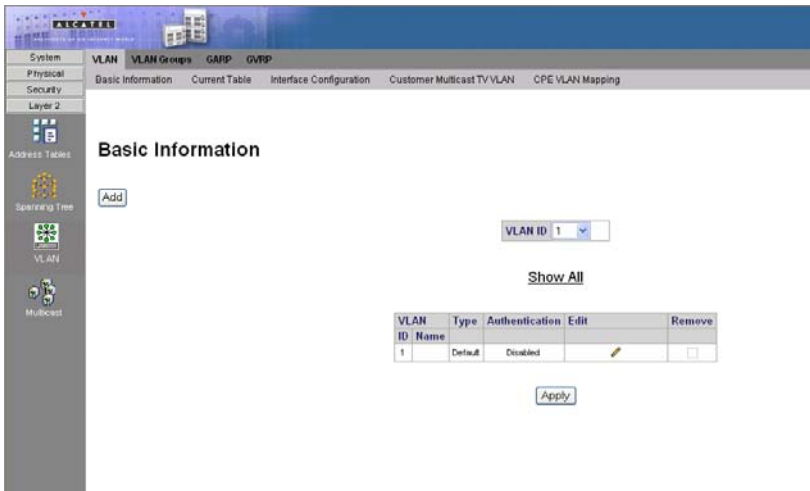 ALCATEL
System
Physical
Security
Layer 2
Address Tables
Spanning Tree
VLAN
Multicast
VLAN VLAN Groups GARP GVRP
Basic Information Current Table Interface Configuration Customer Multicast TV VLAN CPE VLAN Mapping
Basic Information
Add
VLAN ID 1
Show All
VLAN Type Authentication Edit Remove
ID Name
1 Default Disabled
Apply